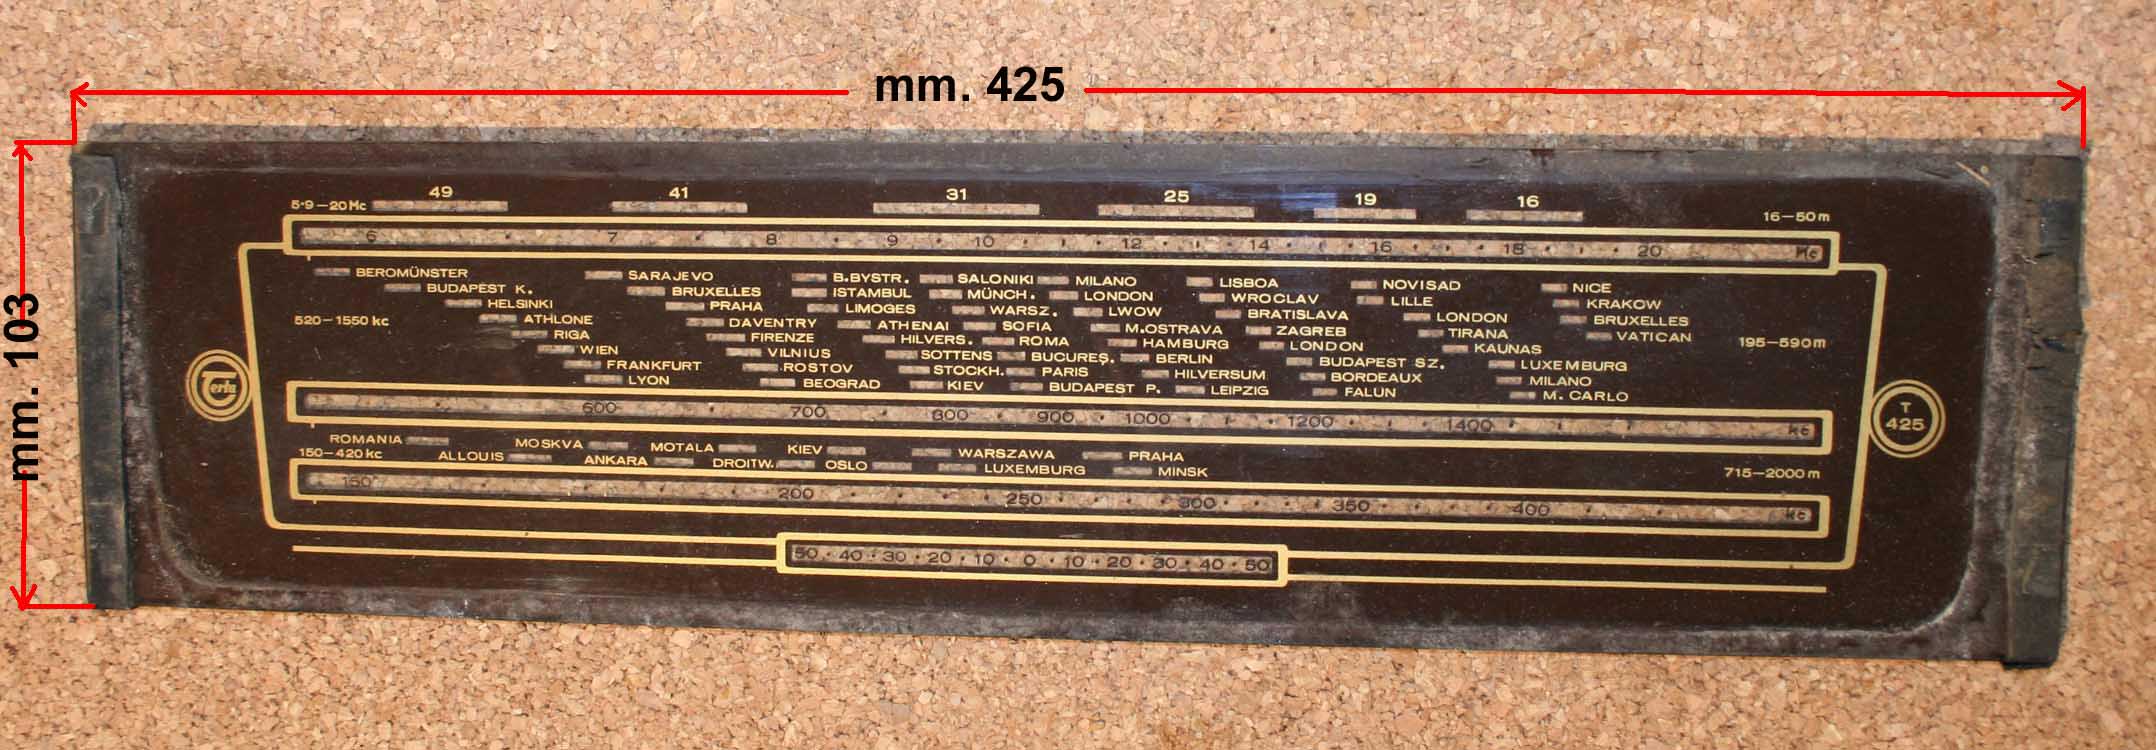 mm. 425
mm. 103
49 41 31 25 19 16
5·9–20Mc 16–50m
6 7 8 9 10 12 14 16 18 20 Mc
BEROMÜNSTER SARAJEVO B.BYSTR. SALONIKI MILANO LISBOA NOVISAD NICE
BUDAPEST K. BRUXELLES ISTAMBUL MÜNCH. LONDON WROCLAV LILLE KRAKOW
HELSINKI PRAHA LIMOGES WARSZ. LWOW BRATISLAVA LONDON BRUXELLES
520–1550 kc ATHLONE DAVENTRY ATHENAI SOFIA M.OSTRAVA ZAGREB TIRANA VATICAN 195–590m
RIGA FIRENZE HILVERS. ROMA HAMBURG LONDON KAUNAS
WIEN VILNIUS SOTTENS BUCUREŞ. BERLIN BUDAPEST SZ. LUXEMBURG
FRANKFURT ROSTOV STOCKH. PARIS HILVERSUM BORDEAUX MILANO
LYON BEOGRAD KIEV BUDAPEST P. LEIPZIG FALUN M. CARLO
Terta
600 700 800 900 1000 1200 1400 kc
T
425
ROMANIA MOSKVA MOTALA KIEV WARSZAWA PRAHA
150–420 kc ALLOUIS ANKARA DROITW. OSLO LUXEMBURG MINSK 715–2000 m
150 200 250 300 350 400 kc
50 · 40 · 30 · 20 · 10 · 0 · 10 · 20 · 30 · 40 · 50